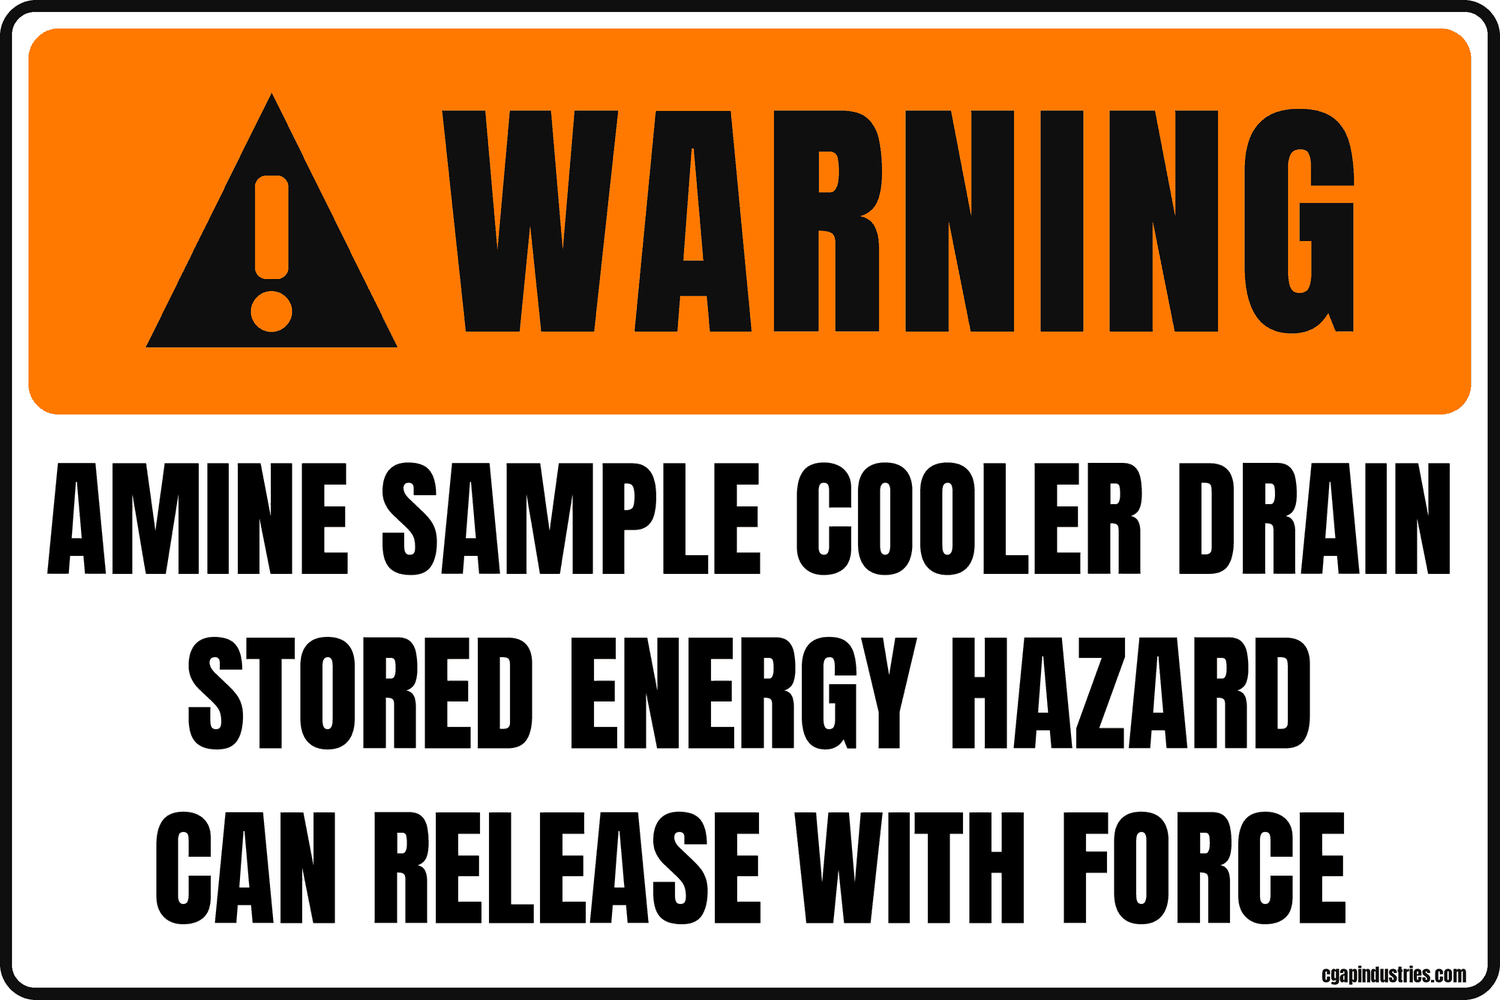 WARNING
AMINE SAMPLE COOLER DRAIN
STORED ENERGY HAZARD
CAN RELEASE WITH FORCE
cgapindustries.com